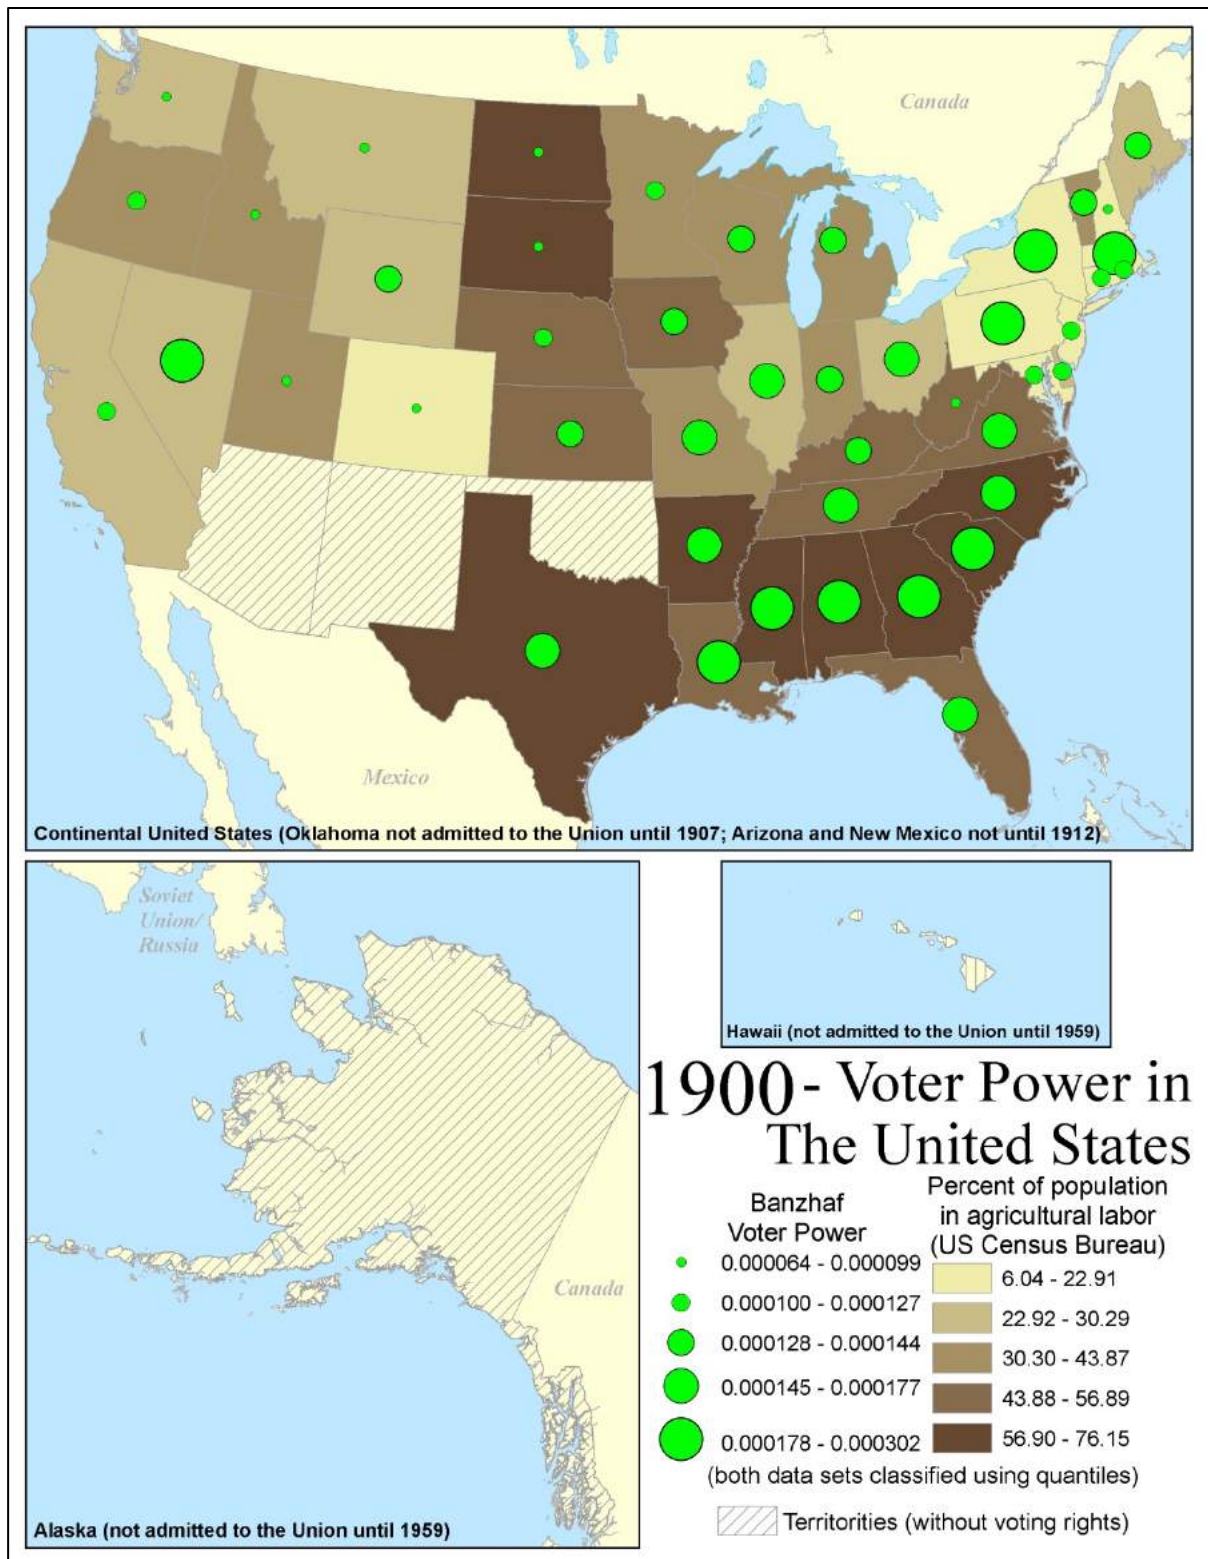 Canada
Mexico
Continental United States (Oklahoma not admitted to the Union until 1907; Arizona and New Mexico not until 1912)
Soviet
Union/
Russia
Canada
Alaska (not admitted to the Union until 1959)
Hawaii (not admitted to the Union until 1959)
1900 - Voter Power in
The United States
Banzhaf
Voter Power
0.000064 - 0.000099
0.000100 - 0.000127
0.000128 - 0.000144
0.000145 - 0.000177
0.000178 - 0.000302
Percent of population
in agricultural labor
(US Census Bureau)
6.04 - 22.91
22.92 - 30.29
30.30 - 43.87
43.88 - 56.89
56.90 - 76.15
(both data sets classified using quantiles)
Territorities (without voting rights)